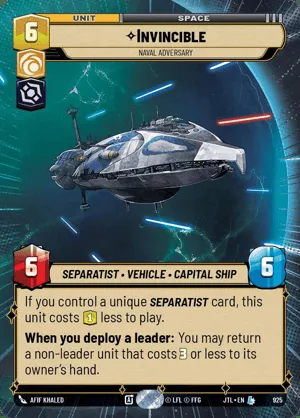 UNIT SPACE
6 ✧INVINCIBLE
NAVAL ADVERSARY
6 SEPARATIST • VEHICLE • CAPITAL SHIP 6
If you control a unique SEPARATIST card, this
unit costs 1 less to play.
When you deploy a leader: You may return
a non-leader unit that costs 3 or less to its
owner's hand.
AFIF KHALED © LFL © FFG JTL • EN L 925